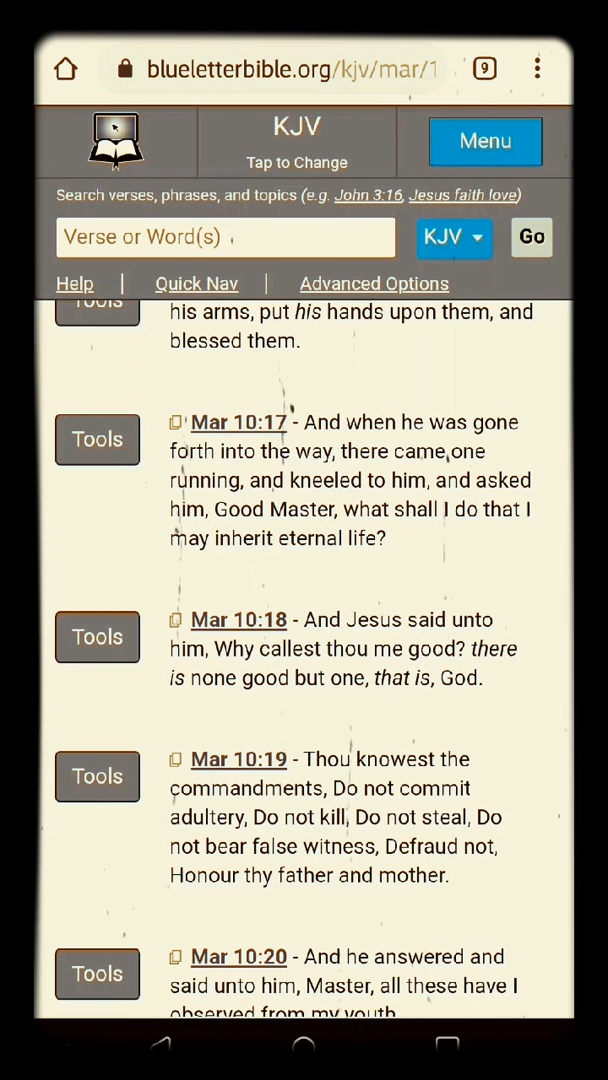 blueletterbible.org/kjv/mar/1
9
KJV
Tap to Change
Menu
Search verses, phrases, and topics (e.g. John 3:16, Jesus faith love)
Verse or Word(s)
KJV
Go
Help | Quick Nav | Advanced Options
Tools
his arms, put his hands upon them, and
blessed them.
Tools
Mar 10:17 - And when he was gone
forth into the way, there came one
running, and kneeled to him, and asked
him, Good Master, what shall I do that I
may inherit eternal life?
Tools
Mar 10:18 - And Jesus said unto
him, Why callest thou me good? there
is none good but one, that is, God.
Tools
Mar 10:19 - Thou knowest the
commandments, Do not commit
adultery, Do not kill, Do not steal, Do
not bear false witness, Defraud not,
Honour thy father and mother.
Tools
Mar 10:20 - And he answered and
said unto him, Master, all these have I
observed from my youth